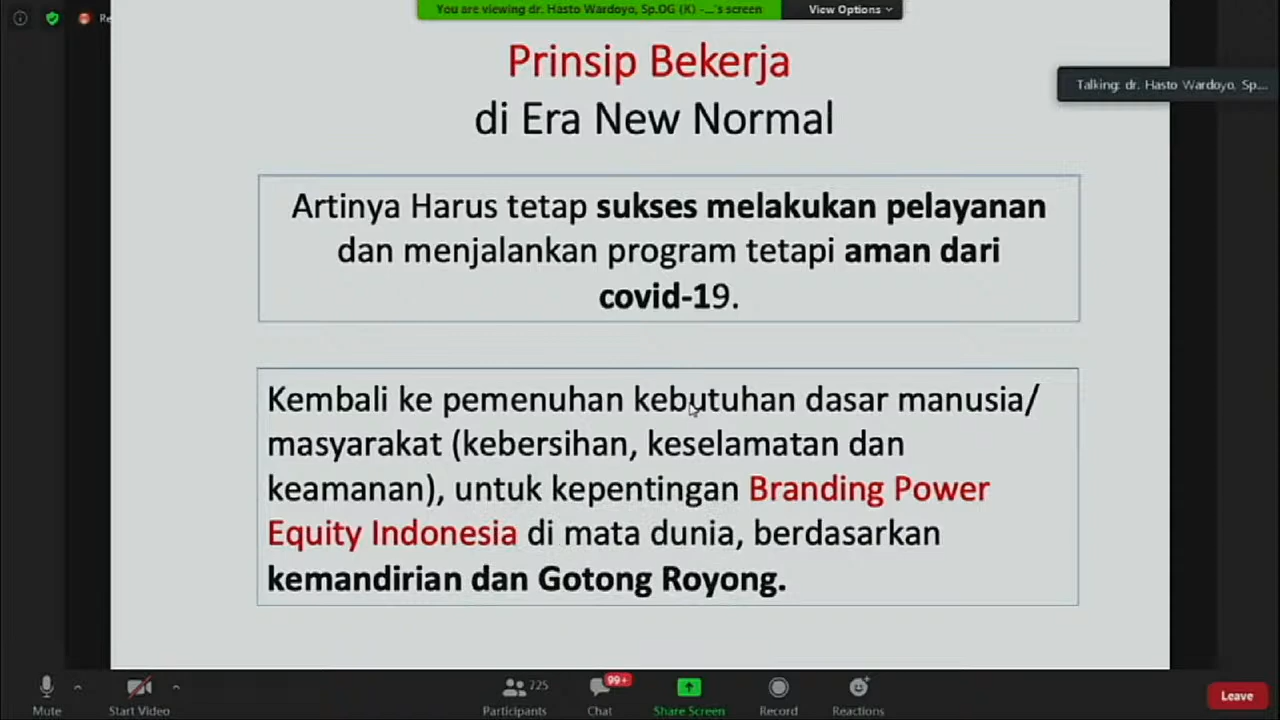 You are viewing dr. Hasto Wardoyo, Sp.OG (K) -...'s screen
View Options
Re
Prinsip Bekerja
di Era New Normal
Talking: dr. Hasto Wardoyo, Sp....
Artinya Harus tetap sukses melakukan pelayanan
dan menjalankan program tetapi aman dari
covid-19.
Kembali ke pemenuhan kebutuhan dasar manusia/
masyarakat (kebersihan, keselamatan dan
keamanan), untuk kepentingan Branding Power
Equity Indonesia di mata dunia, berdasarkan
kemandirian dan Gotong Royong.
Mute
Start Video
725
Participants
99+
Chat
Share Screen
Record
Reactions
Leave